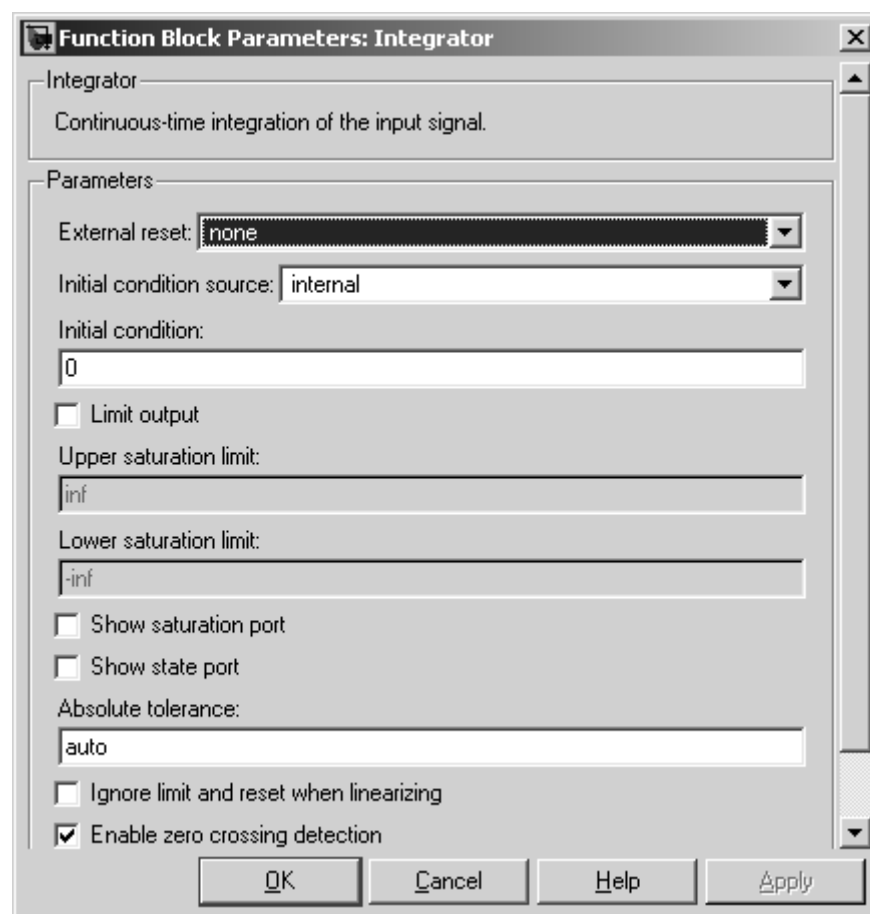 Function Block Parameters: Integrator
Integrator
Continuous-time integration of the input signal.
Parameters
External reset: none
Initial condition source: internal
Initial condition:
0
Limit output
Upper saturation limit:
inf
Lower saturation limit:
-inf
Show saturation port
Show state port
Absolute tolerance:
auto
Ignore limit and reset when linearizing
Enable zero crossing detection
OK Cancel Help Apply